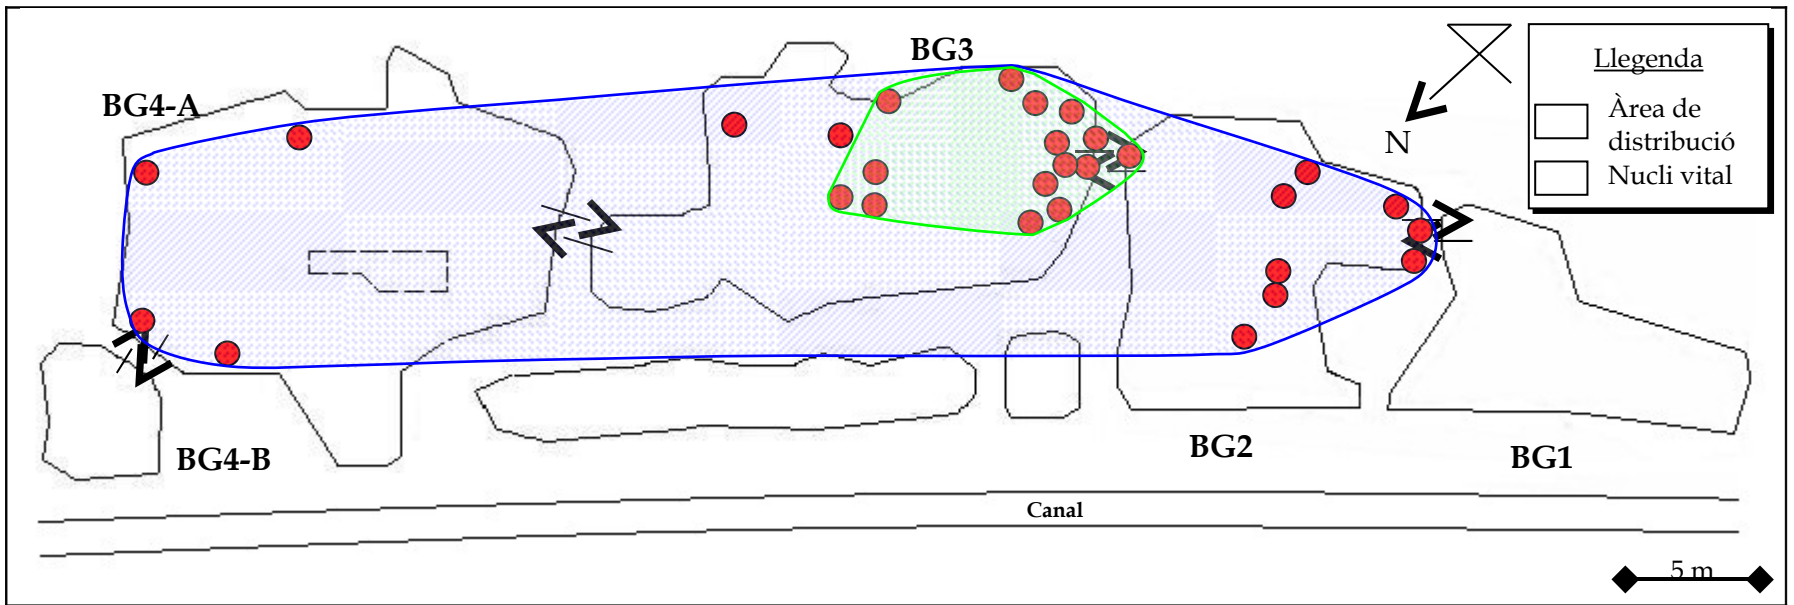 BG3
Llegenda
BG4-A
Àrea de
distribució
N
Nucli vital
BG2
BG4-B
BG1
Canal
5 m